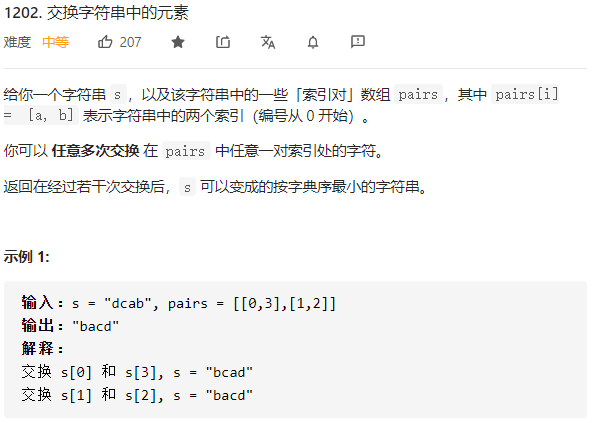 1202. 交换字符串中的元素
难度 中等 207
给你一个字符串 s，以及该字符串中的一些「索引对」数组 pairs，其中 pairs[i]
= [a, b] 表示字符串中的两个索引（编号从 0 开始）。
你可以 任意多次交换 在 pairs 中任意一对索引处的字符。
返回在经过若干次交换后，s 可以变成的按字典序最小的字符串。
示例 1:
输入：s = "dcab", pairs = [[0,3],[1,2]]
输出："bacd"
解释：
交换 s[0] 和 s[3], s = "bcad"
交换 s[1] 和 s[2], s = "bacd"